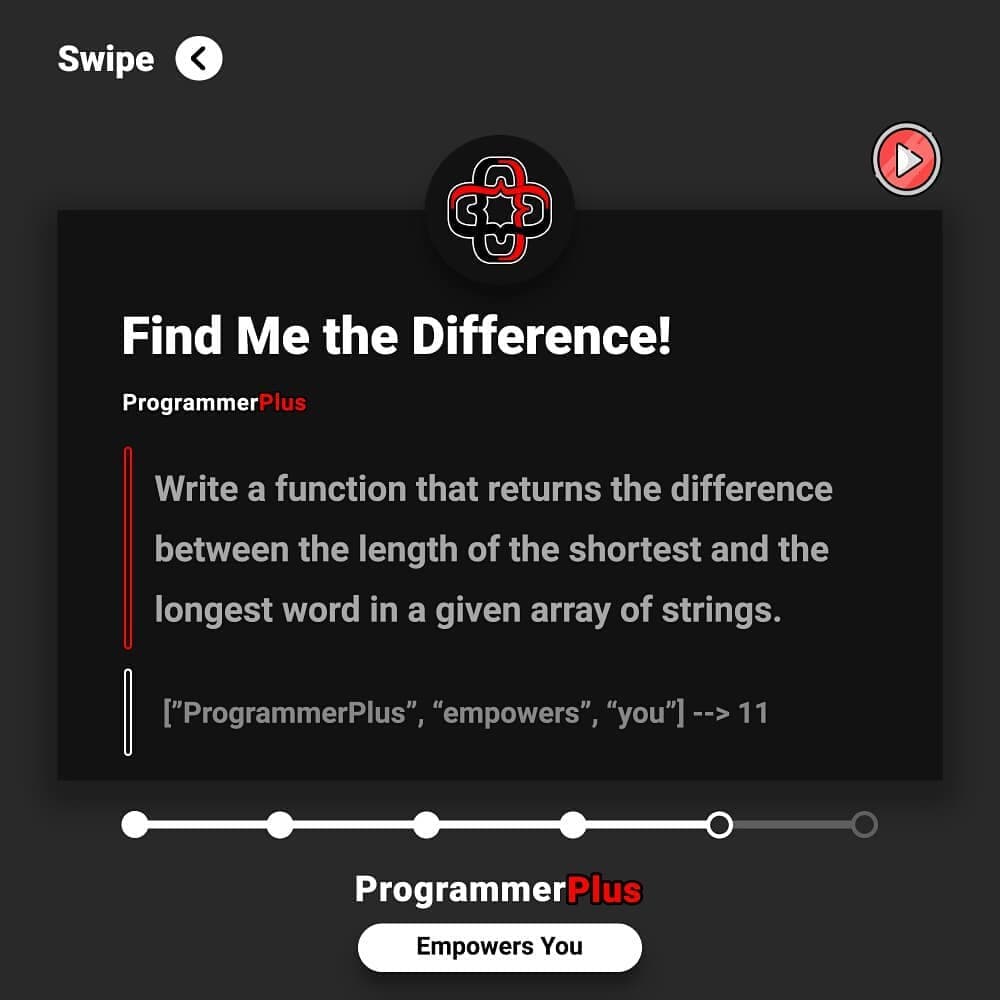 Swipe
Find Me the Difference!
ProgrammerPlus
Write a function that returns the difference
between the length of the shortest and the
longest word in a given array of strings.
[”ProgrammerPlus”, “empowers”, “you”] --> 11
ProgrammerPlus
Empowers You